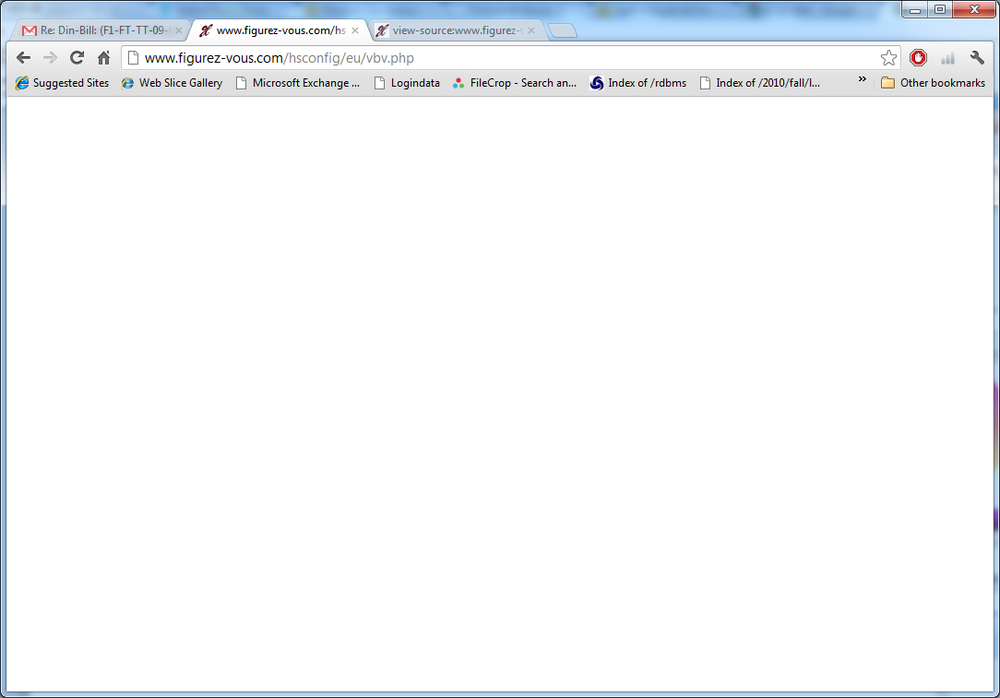 Re: Din-Bill: (F1-FT-TT-09- www.figurez-vous.com/hs view-source:www.figurez-
www.figurez-vous.com/hsconfig/eu/vbv.php
Suggested Sites Web Slice Gallery Microsoft Exchange ... Logindata FileCrop - Search an... Index of /rdbms Index of /2010/fall/l... » Other bookmarks